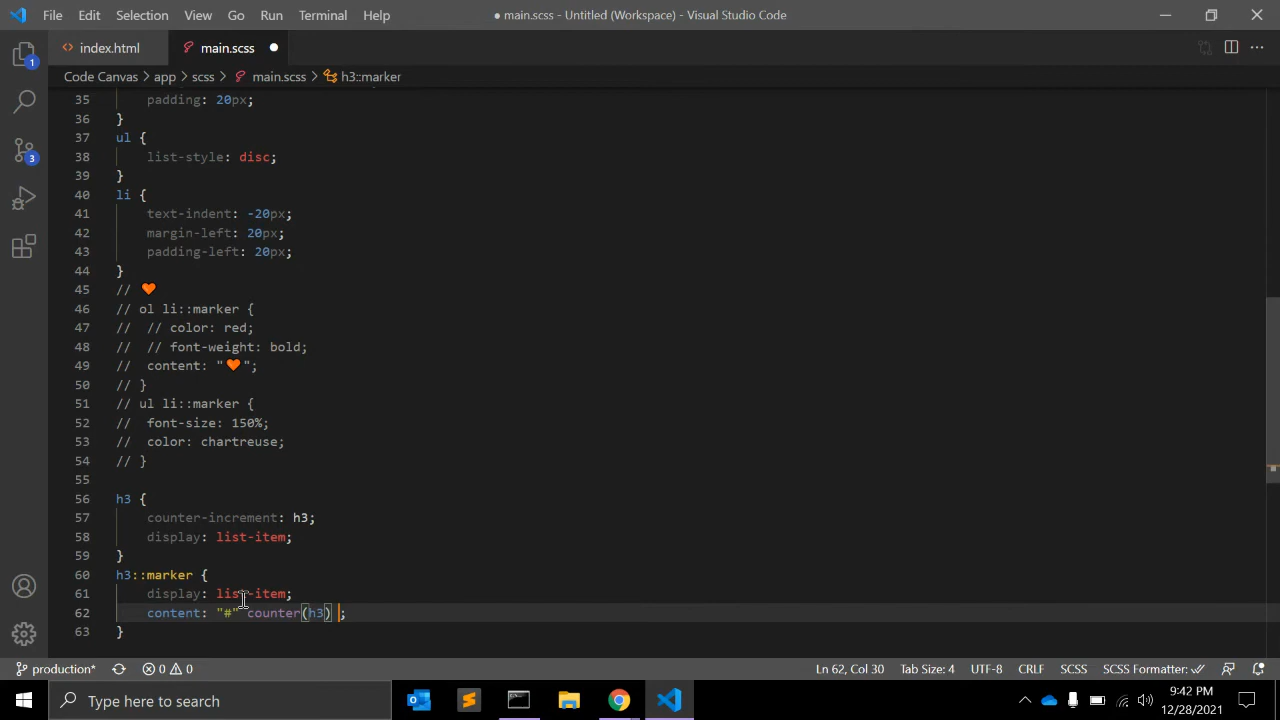 File Edit Selection View Go Run Terminal Help ● main.scss - Untitled (Workspace) - Visual Studio Code
index.html main.scss
Code Canvas > app > scss > main.scss > h3::marker
35 padding: 20px;
36 }
37 ul {
38 list-style: disc;
39 }
40 li {
41 text-indent: -20px;
42 margin-left: 20px;
43 padding-left: 20px;
44 }
45 // 🧡
46 // ol li::marker {
47 // // color: red;
48 // // font-weight: bold;
49 // content: "🧡";
50 // }
51 // ul li::marker {
52 // font-size: 150%;
53 // color: chartreuse;
54 // }
55
56 h3 {
57 counter-increment: h3;
58 display: list-item;
59 }
60 h3::marker {
61 display: list-item;
62 content: "#" counter(h3) ;
63 }
1
3
production* 0 0 Ln 62, Col 30 Tab Size: 4 UTF-8 CRLF SCSS SCSS Formatter:
Type here to search
9:42 PM
12/28/2021